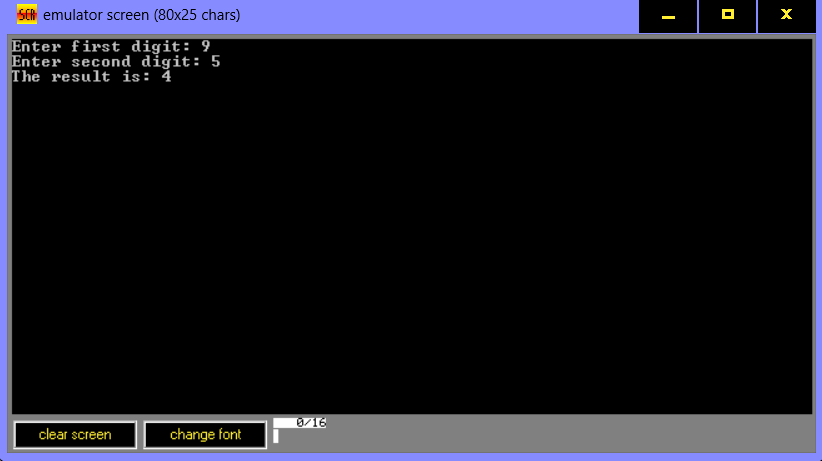 SCR emulator screen (80x25 chars)
Enter first digit: 9
Enter second digit: 5
The result is: 4
clear screen change font 0/16